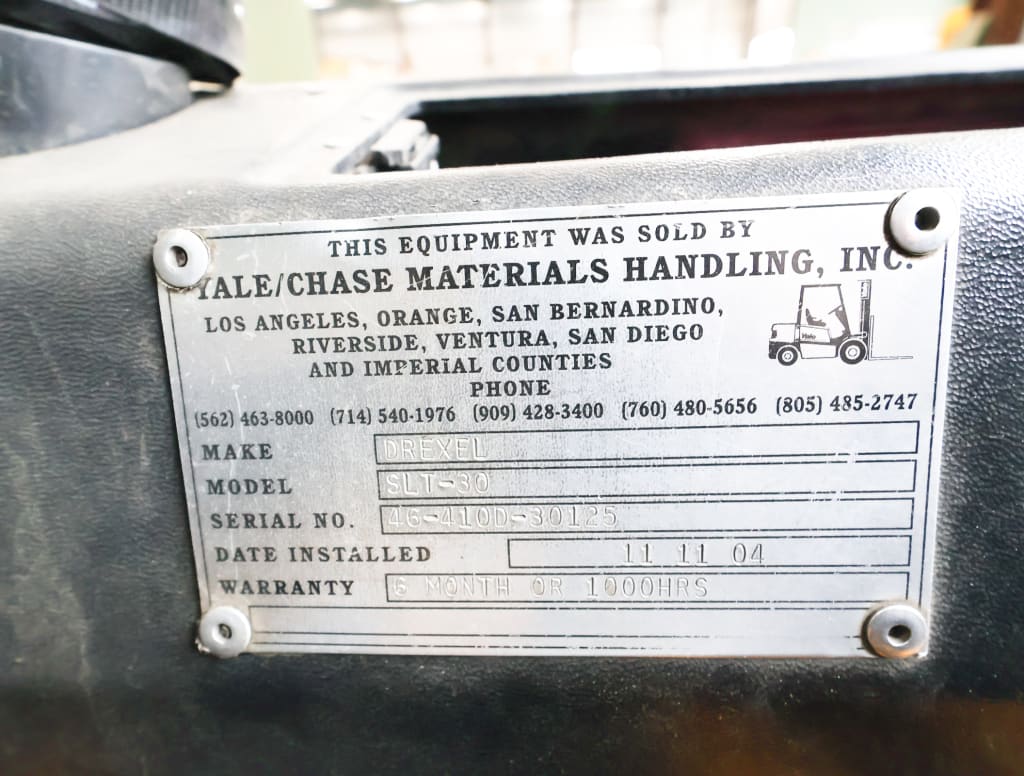 THIS EQUIPMENT WAS SOLD BY
YALE/CHASE MATERIALS HANDLING, INC.
LOS ANGELES, ORANGE, SAN BERNARDINO,
RIVERSIDE, VENTURA, SAN DIEGO
AND IMPERIAL COUNTIES
PHONE
(562) 463-8000 (714) 540-1976 (909) 428-3400 (760) 480-5656 (805) 485-2747
MAKE DREXEL
MODEL SLT-30
SERIAL NO. 46-410D-30125
DATE INSTALLED 11 11 04
WARRANTY 6 MONTH OR 1000HRS
Yale